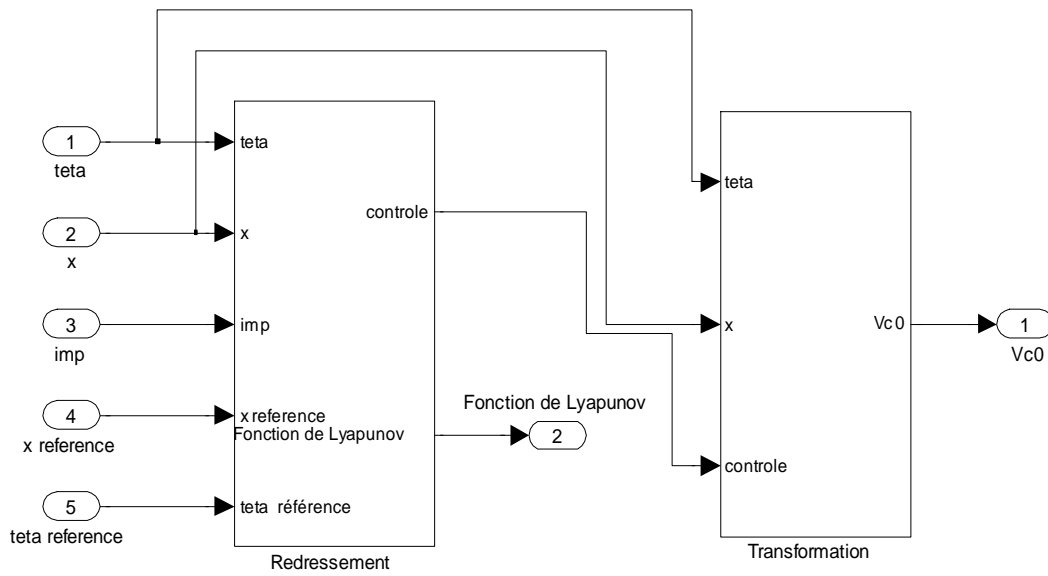 1
teta
2
x
3
imp
4
x reference
5
teta reference
teta
x
imp
x reference
Fonction de Lyapunov
teta référence
controle
Redressement
Fonction de Lyapunov
2
teta
x
controle
Vc0
Transformation
1
Vc0